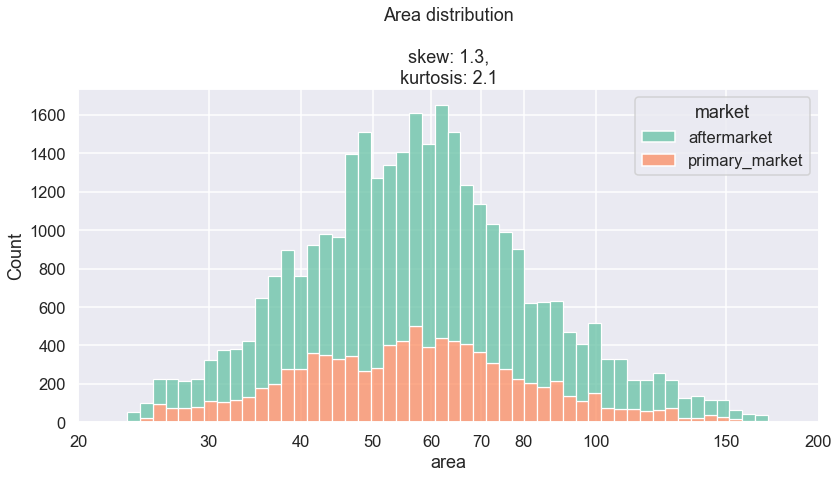 Area distribution
skew: 1.3,
kurtosis: 2.1
market
aftermarket
primary_market
Count
1600
1400
1200
1000
800
600
400
200
0
20 30 40 50 60 70 80 100 150 200
area